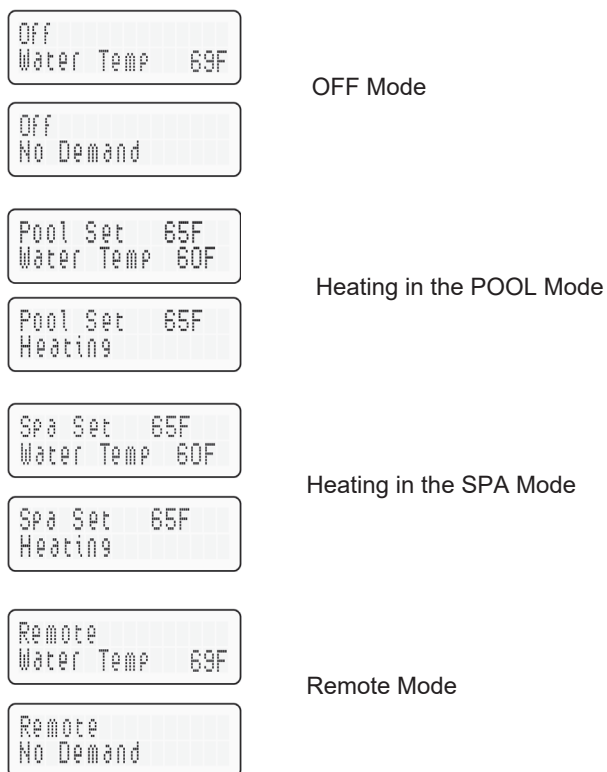 Off
Water Temp 69F
OFF Mode
Off
No Demand
Pool Set 65F
Water Temp 60F
Heating in the POOL Mode
Pool Set 65F
Heating
Spa Set 65F
Water Temp 60F
Heating in the SPA Mode
Spa Set 65F
Heating
Remote
Water Temp 69F
Remote Mode
Remote
No Demand